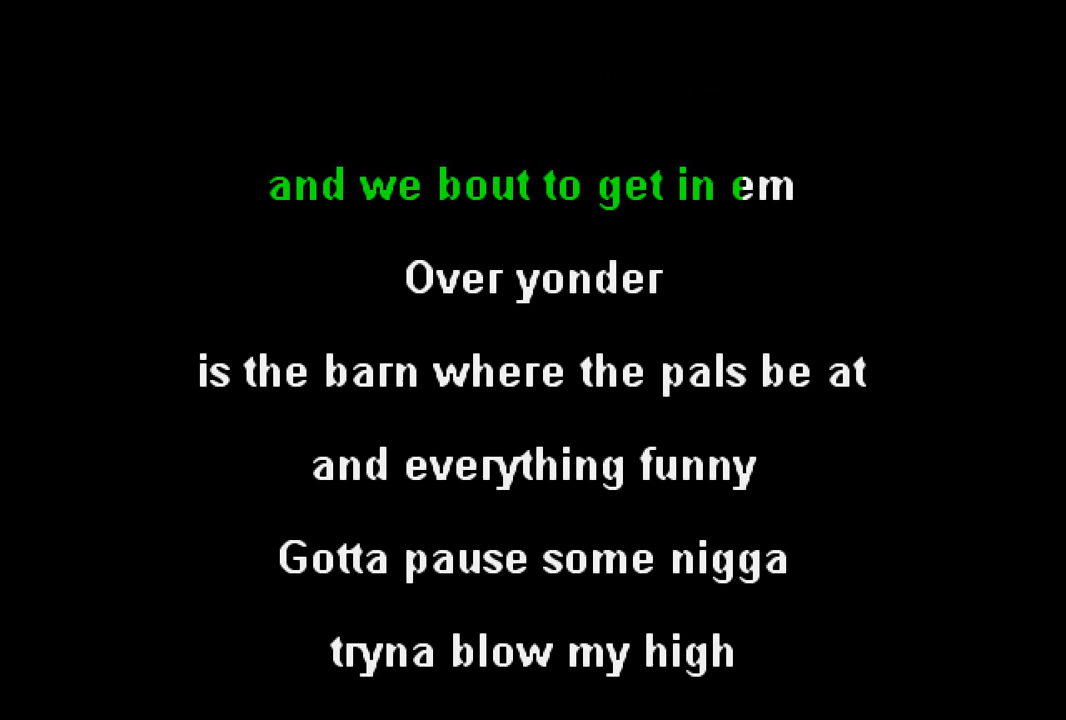 and we bout to get in em
Over yonder
is the barn where the pals be at
and everything funny
Gotta pause some nigga
tryna blow my high